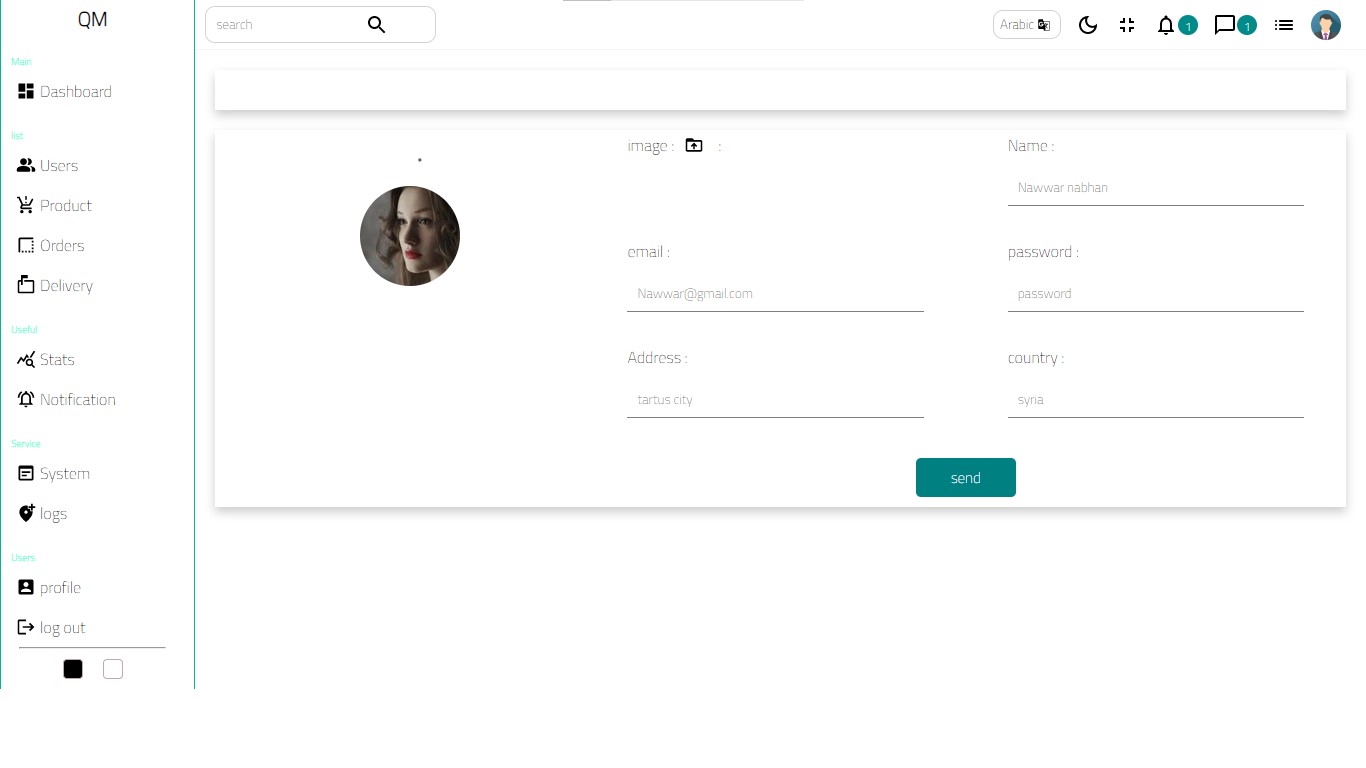 QM
search
Arabic
1
1
Main
Dashboard
list
Users
Product
Orders
Delivery
Useful
Stats
Notification
Service
System
logs
Users
profile
log out
image : :
Name :
Nawwar nabhan
email :
password :
Nawwar@gmail.com
password
Address :
country :
tartus city
syria
send